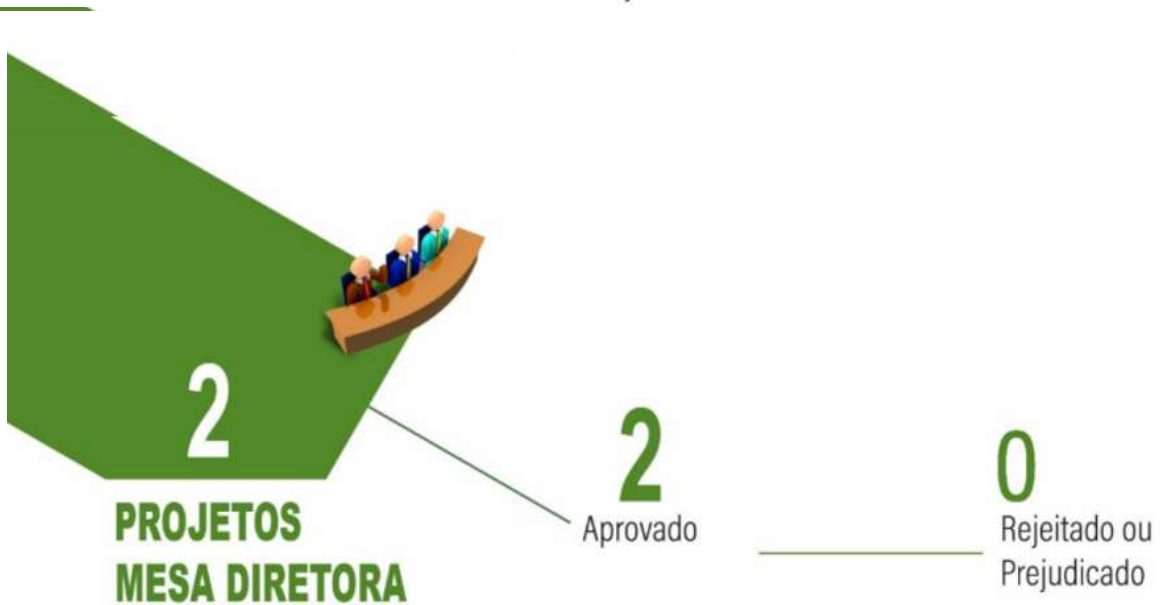 2
PROJETOS
MESA DIRETORA
2
Aprovado
0
Rejeitado ou
Prejudicado